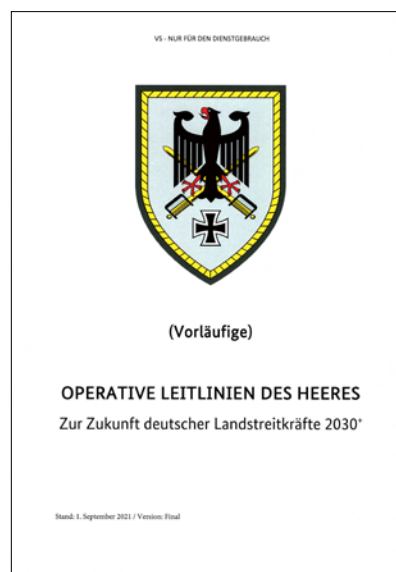 VS - NUR FÜR DEN DIENSTGEBRAUCH
(Vorläufige)
OPERATIVE LEITLINIEN DES HEERES
Zur Zukunft deutscher Landstreitkräfte 2030⁺
Stand: 1. September 2021 / Version: Final